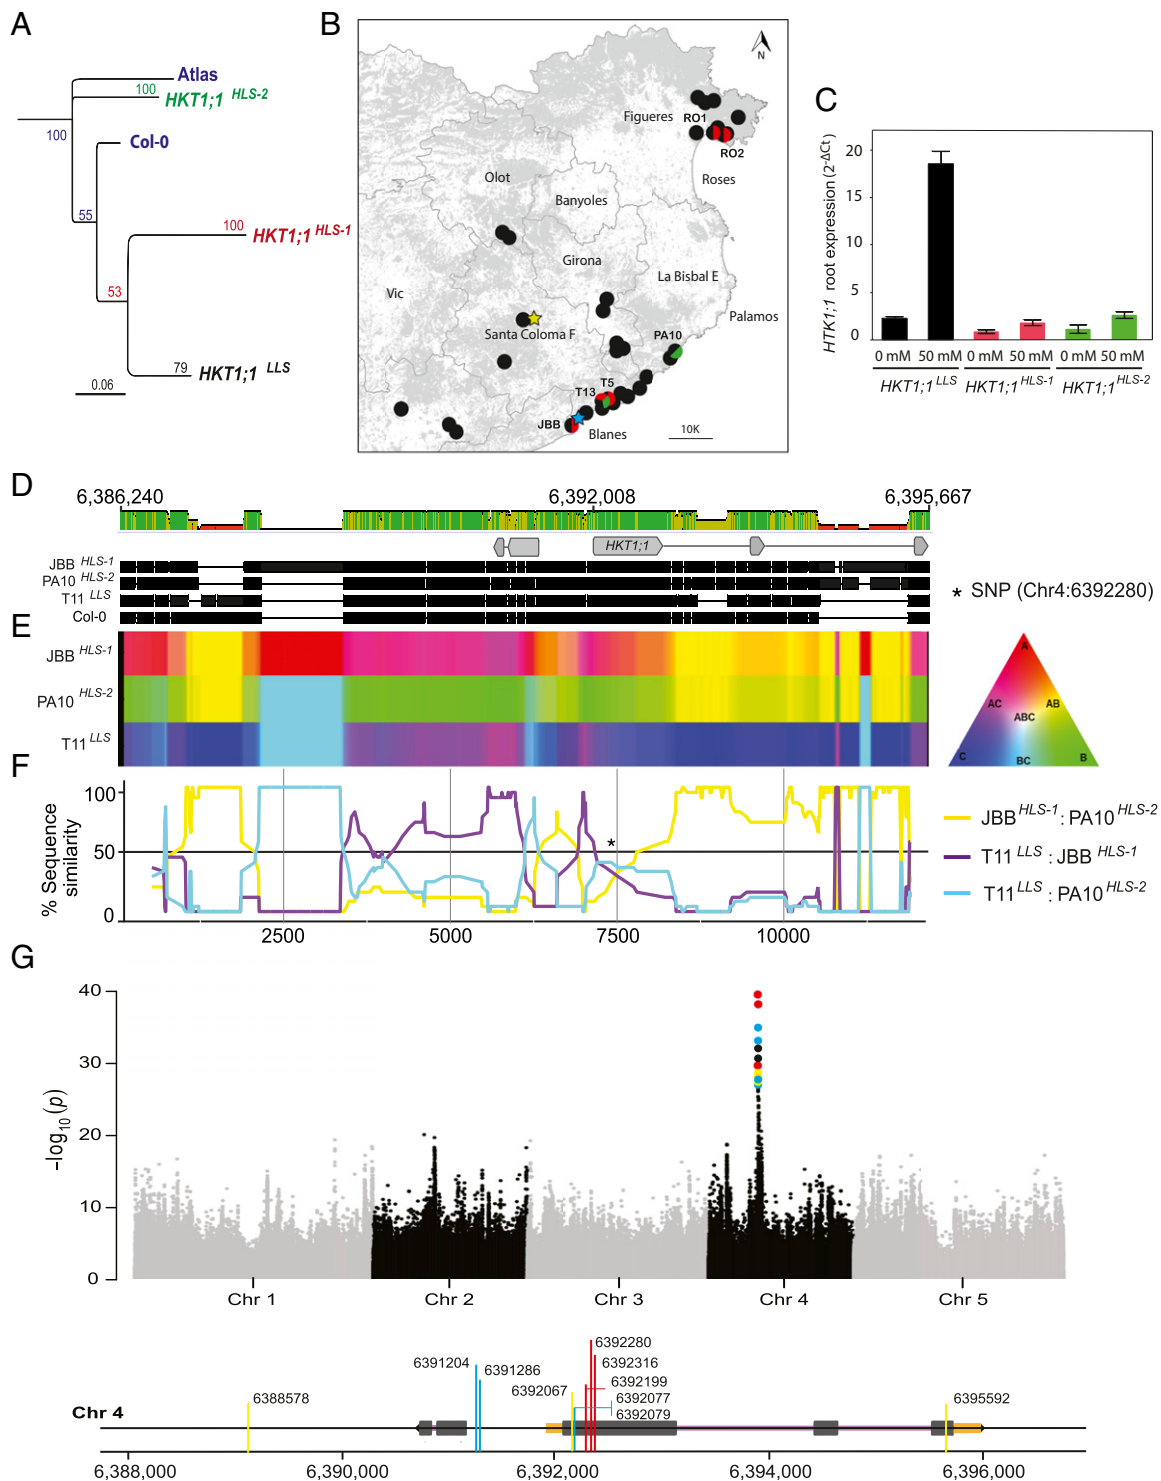 A
Atlas
100
HKT1;1 HLS-2
100
Col-0
55
100
HKT1;1 HLS-1
53
79
HKT1;1 LLS
0.06
B
N
Figueres
RO1
RO2
Roses
Olot
Banyoles
Girona
La Bisbal E
Vic
Palamos
Santa Coloma F
PA10
T5
T13
JBB
Blanes
10K
C
HTK1;1 root expression (2-ΔCt)
20
15
10
5
0
0 mM 50 mM 0 mM 50 mM 0 mM 50 mM
HKT1;1 LLS HKT1;1 HLS-1 HKT1;1 HLS-2
D
6,386,240 6,392,008 6,395,667
HKT1;1
JBB HLS-1
PA10 HLS-2
T11 LLS
Col-0
* SNP (Chr4:6392280)
E
JBB HLS-1
PA10 HLS-2
T11 LLS
A
AC AB
ABC
C BC B
F
% Sequence similarity
100
50
0
*
2500 5000 7500 10000
JBB HLS-1 : PA10 HLS-2
T11 LLS : JBB HLS-1
T11 LLS : PA10 HLS-2
G
–log10(p)
40
30
20
10
0
Chr 1 Chr 2 Chr 3 Chr 4 Chr 5
6392280
6391204
6391286
6392316
6392199
6392067
6392077
6392079
6388578
6395592
Chr 4
6,388,000 6,390,000 6,392,000 6,394,000 6,396,000